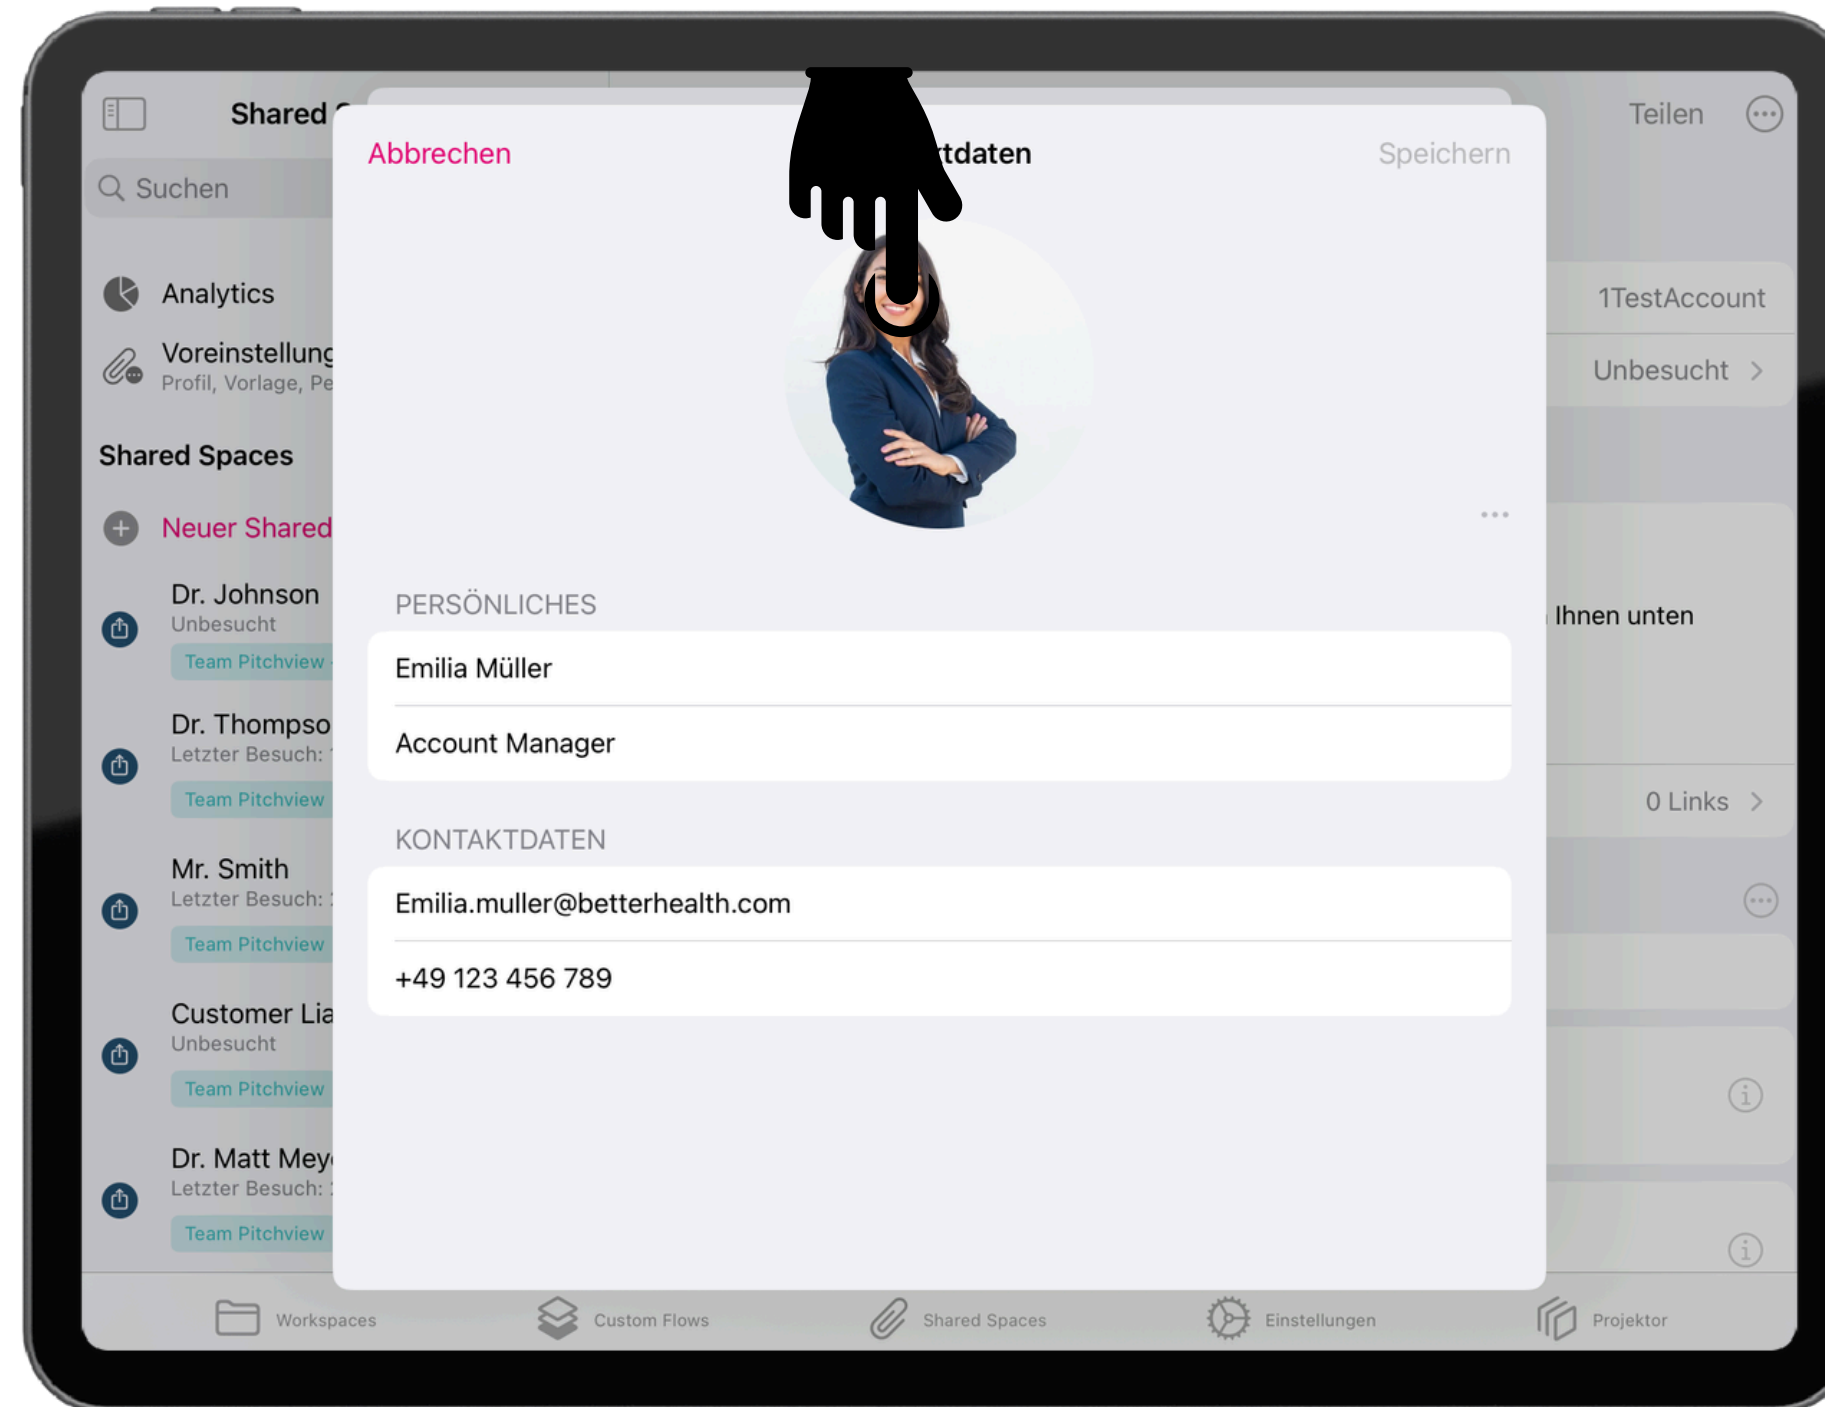 Shared
Teilen
Suchen
Analytics
Voreinstellung
Profil, Vorlage, Pe
Shared Spaces
Neuer Shared
Dr. Johnson
Unbesucht
Team Pitchview
Dr. Thompso
Letzter Besuch:
Team Pitchview
Mr. Smith
Letzter Besuch:
Team Pitchview
Customer Lia
Unbesucht
Team Pitchview
Dr. Matt Mey
Letzter Besuch:
Team Pitchview
Abbrechen
tdaten
Speichern
PERSÖNLICHES
Emilia Müller
Account Manager
KONTAKTDATEN
Emilia.muller@betterhealth.com
+49 123 456 789
1TestAccount
Unbesucht
Ihnen unten
0 Links
Workspaces
Custom Flows
Shared Spaces
Einstellungen
Projektor